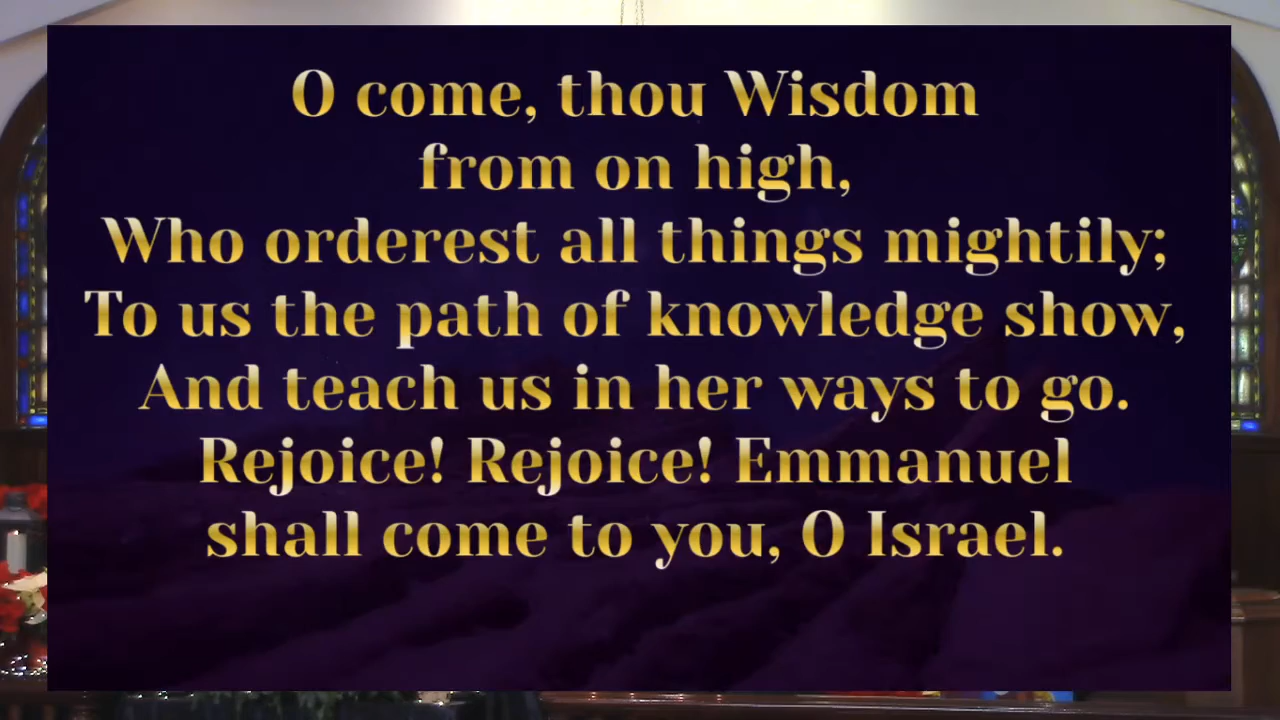 O come, thou Wisdom
from on high,
Who orderest all things mightily;
To us the path of knowledge show,
And teach us in her ways to go.
Rejoice! Rejoice! Emmanuel
shall come to you, O Israel.